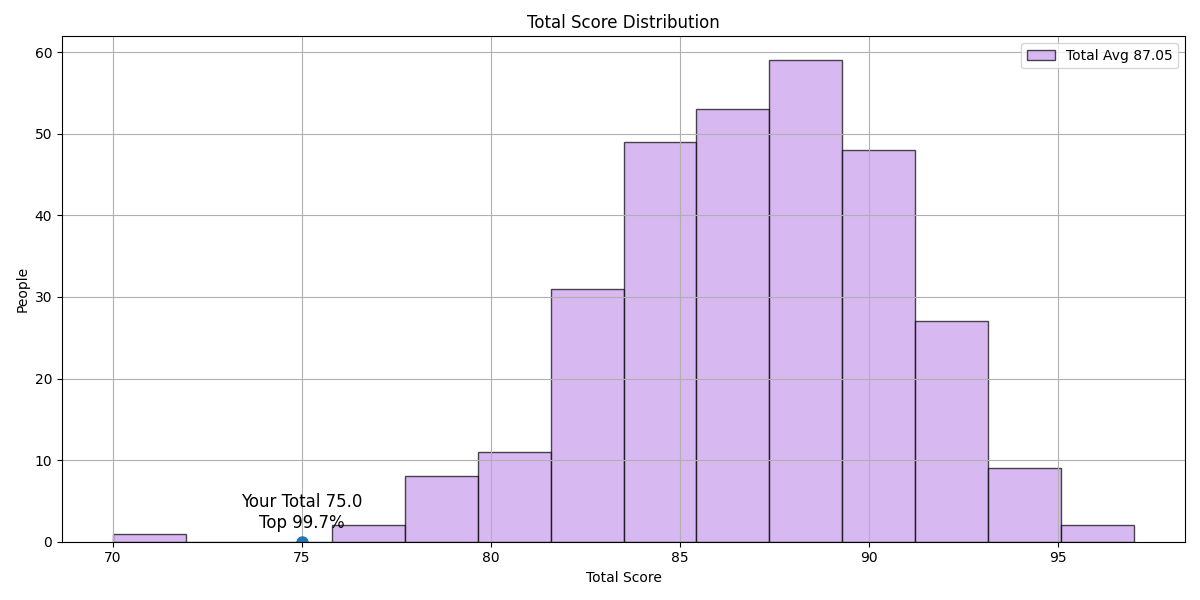 Total Score Distribution
Total Avg 87.05
People
60
50
40
30
20
10
0
Your Total 75.0
Top 99.7%
70 75 80 85 90 95
Total Score